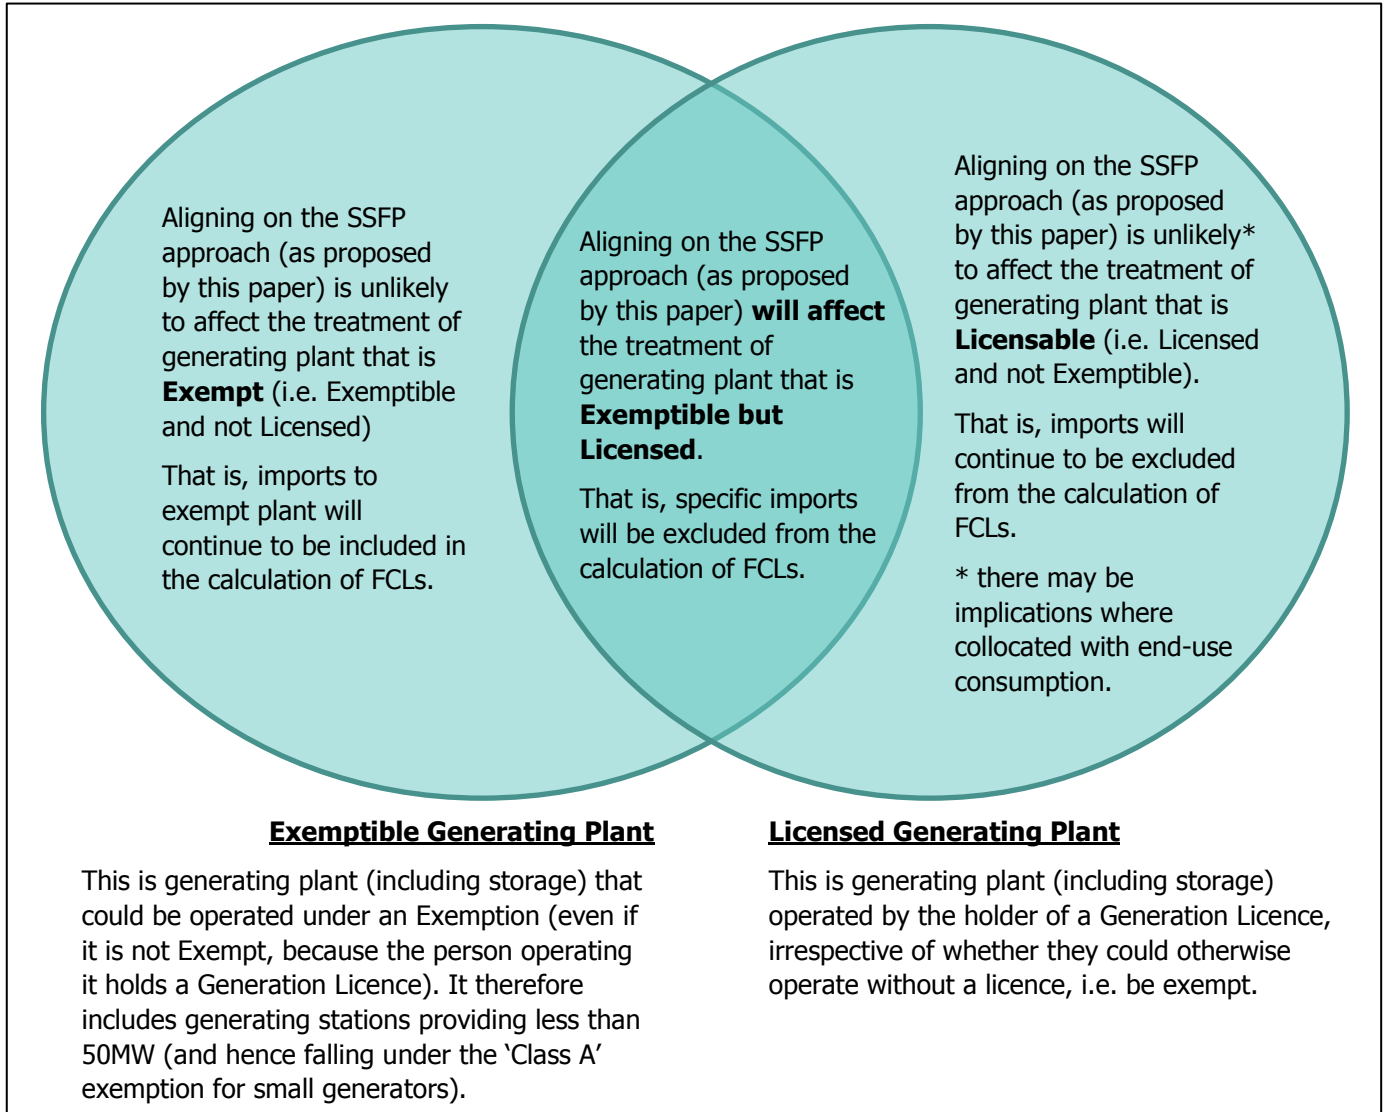 Aligning on the SSFP
approach (as proposed
by this paper) is unlikely
to affect the treatment of
generating plant that is
Exempt (i.e. Exemptible
and not Licensed)
That is, imports to
exempt plant will
continue to be included in
the calculation of FCLs.
Aligning on the SSFP
approach (as proposed
by this paper) will affect
the treatment of
generating plant that is
Exemptible but
Licensed.
That is, specific imports
will be excluded from the
calculation of FCLs.
Aligning on the SSFP
approach (as proposed
by this paper) is unlikely*
to affect the treatment of
generating plant that is
Licensable (i.e. Licensed
and not Exemptible).
That is, imports will
continue to be excluded
from the calculation of
FCLs.
* there may be
implications where
collocated with end-use
consumption.
Exemptible Generating Plant
This is generating plant (including storage) that
could be operated under an Exemption (even if
it is not Exempt, because the person operating
it holds a Generation Licence). It therefore
includes generating stations providing less than
50MW (and hence falling under the ‘Class A’
exemption for small generators).
Licensed Generating Plant
This is generating plant (including storage)
operated by the holder of a Generation Licence,
irrespective of whether they could otherwise
operate without a licence, i.e. be exempt.